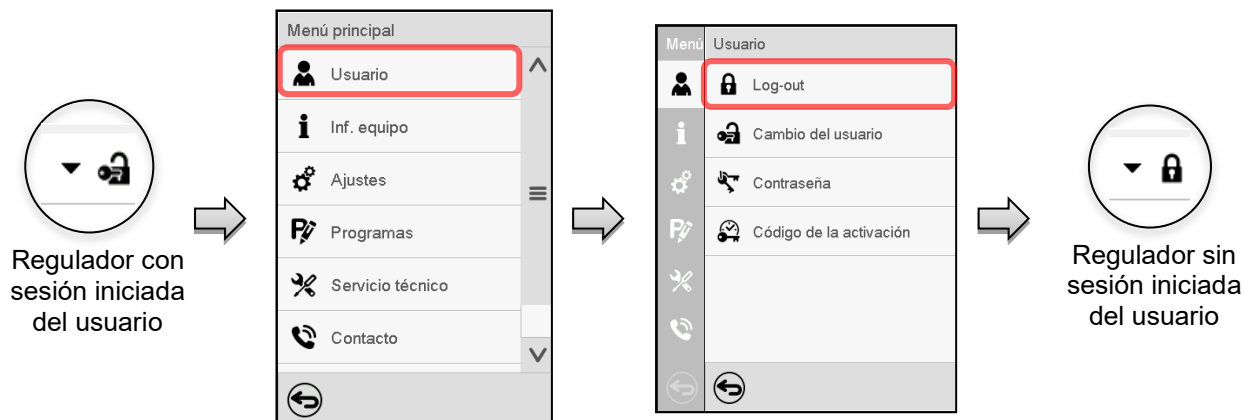 Regulador con
sesión iniciada
del usuario
Menú principal
Usuario
Inf. equipo
Ajustes
Programas
Servicio técnico
Contacto
Menú
Usuario
Log-out
Cambio del usuario
Contraseña
Código de la activación
Regulador sin
sesión iniciada
del usuario